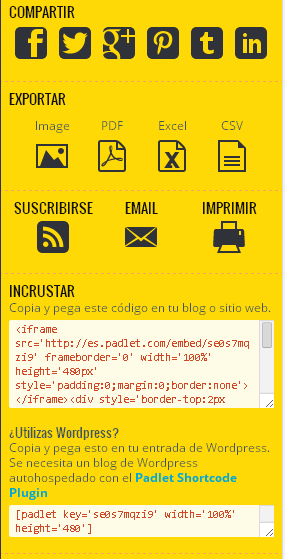 COMPARTIR
EXPORTAR
Image PDF Excel CSV
SUSCRIBIRSE EMAIL IMPRIMIR
INCRUSTAR
Copia y pega este código en tu blog o sitio web.
<iframe
src='http://es.padlet.com/embed/se0s7mq
zi9' frameborder='0' width='100%'
height='480px'
style='padding:0;margin:0;border:none'>
</iframe><div style='border-top:2px
¿Utilizas Wordpress?
Copia y pega esto en tu entrada de Wordpress.
Se necesita un blog de Wordpress
autohospedado con el Padlet Shortcode
Plugin
[padlet key='se0s7mqzi9' width='100%'
height='480']